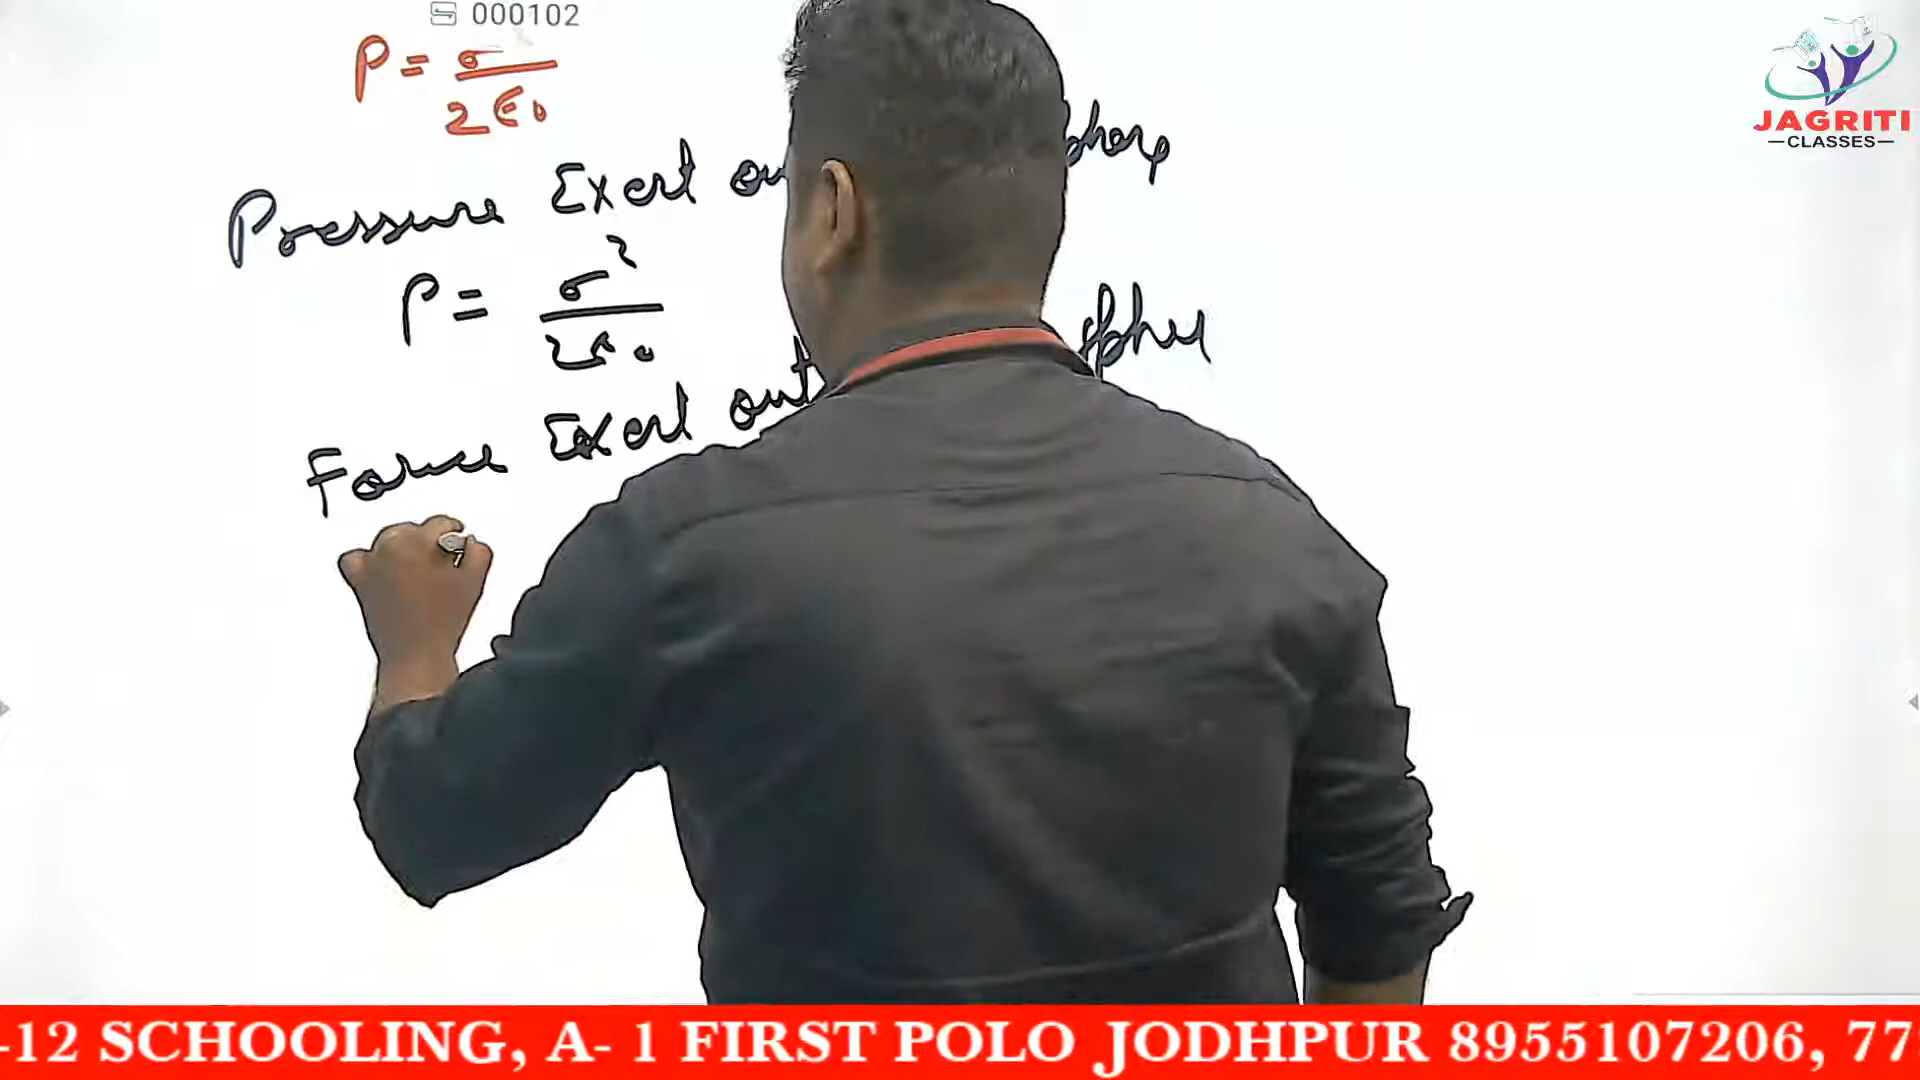 000102
P = σ / 2ε₀
Pressure Exert
P = σ² / 2ε₀
Force Exert out
JAGRITI
CLASSES
-12 SCHOOLING, A- 1 FIRST POLO JODHPUR 8955107206, 77